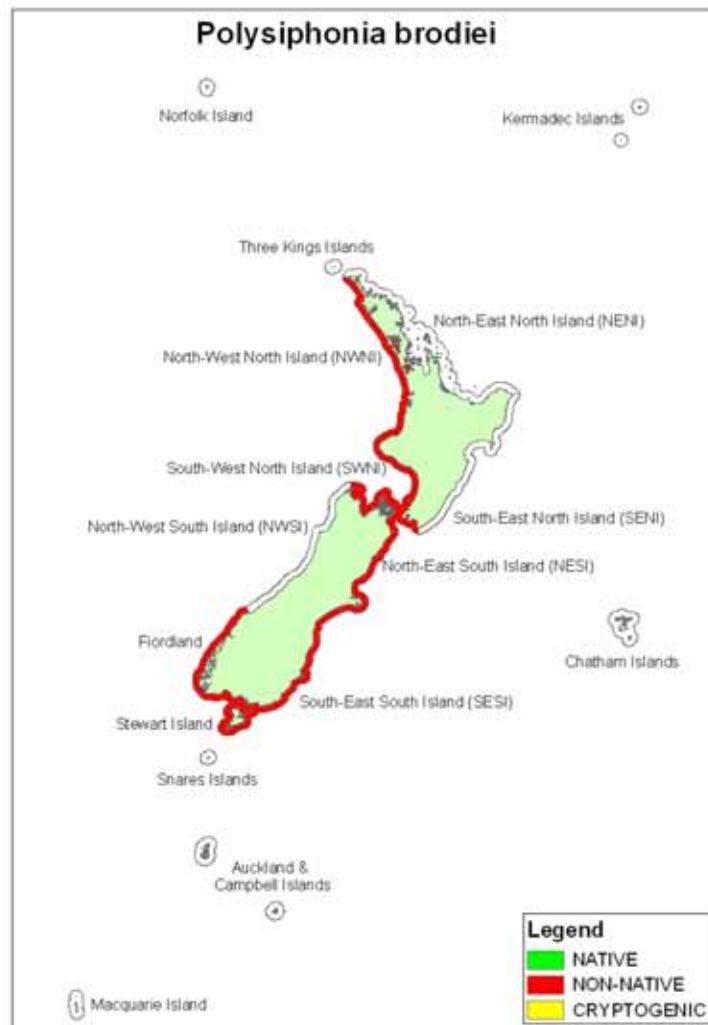 Polysiphonia brodiei
Norfolk Island
Kermadec Islands
Three Kings Islands
North-East North Island (NENI)
North-West North Island (NWNI)
South-West North Island (SWNI)
South-East North Island (SENI)
North-West South Island (NWSI)
North-East South Island (NESI)
Fiordland
Chatham Islands
South-East South Island (SESI)
Stewart Island
Snares Islands
Auckland &
Campbell Islands
Legend
NATIVE
NON-NATIVE
CRYPTOGENIC
Macquarie Island